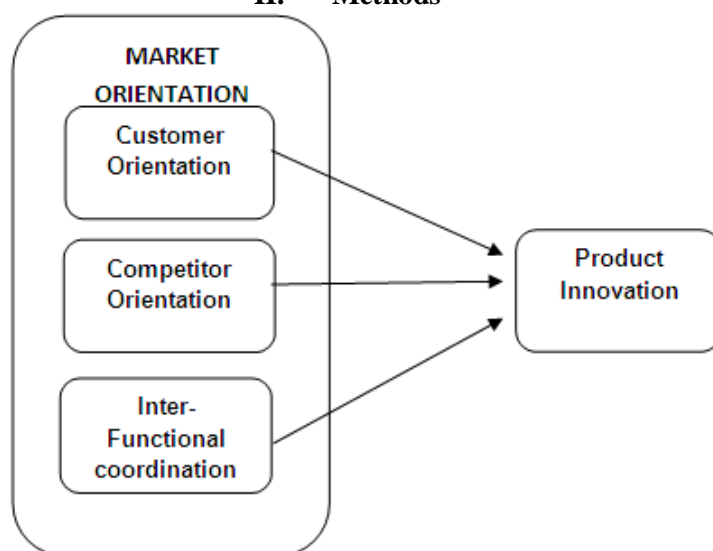 II. Methods
MARKET
ORIENTATION
Customer
Orientation
Competitor
Orientation
Inter-
Functional
coordination
Product
Innovation